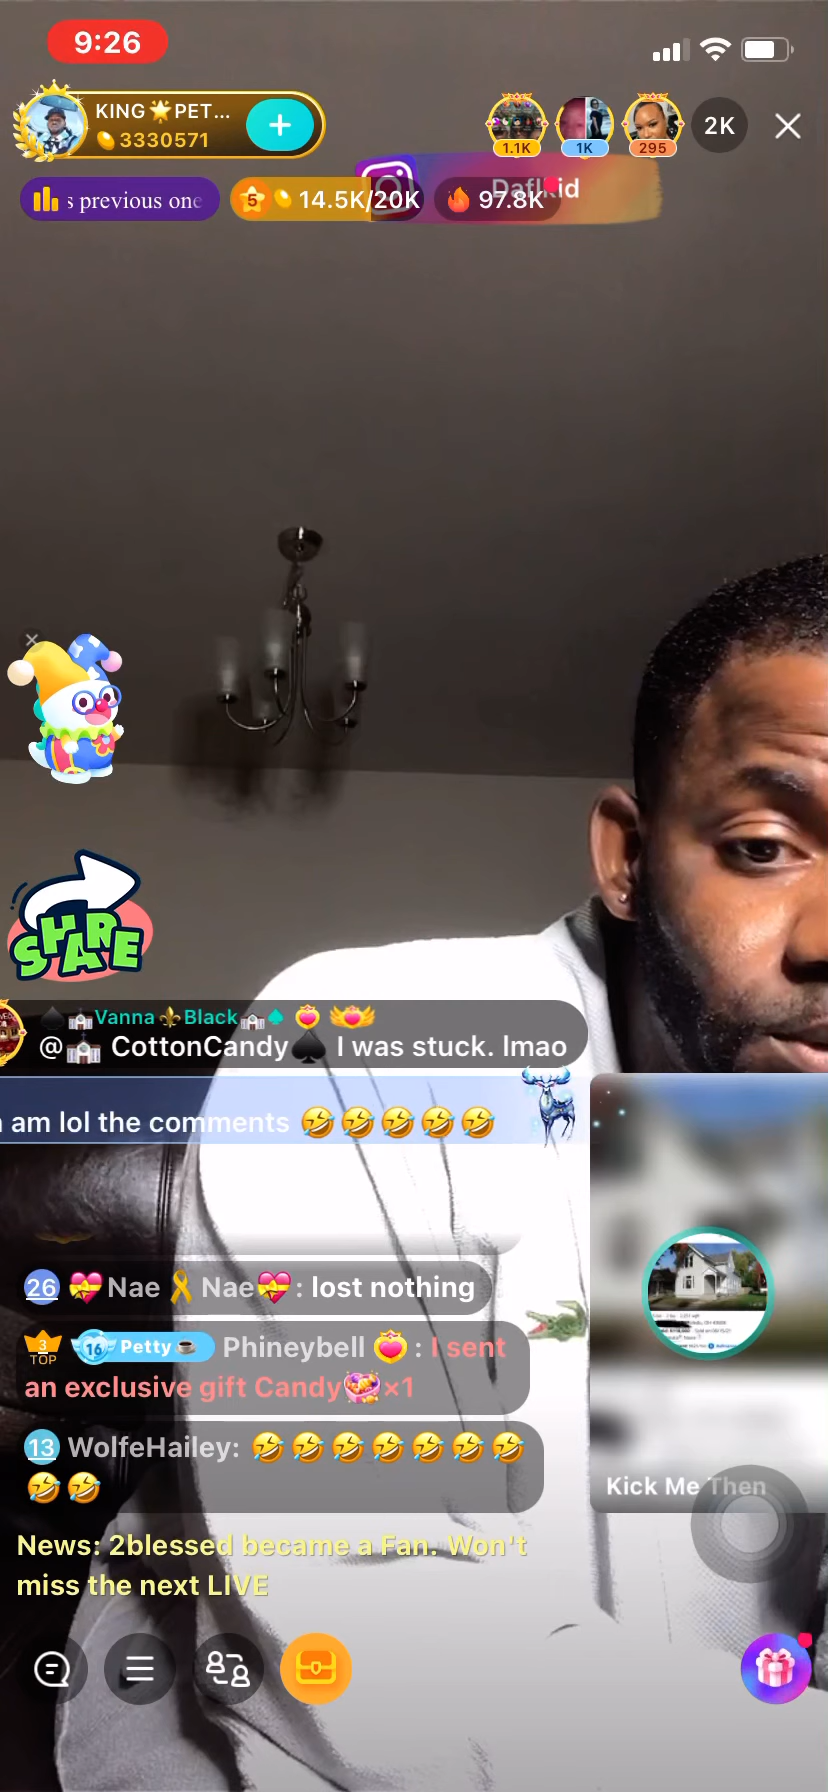 9:26
KING🌟PET...
3330571
1.1K
1K
295
2K
s previous one
5 14.5K/20K
97.8K
SHARE
Vanna⚜Black
@ CottonCandy♠ I was stuck. lmao
am lol the comments 🤣🤣🤣🤣🤣
26 💝Nae🎗Nae💝: lost nothing
3 TOP 16 Petty☕ Phineybell : I sent
an exclusive gift Candy×1
13 WolfeHailey: 🤣🤣🤣🤣🤣🤣🤣
🤣🤣
Kick Me Then
News: 2blessed became a Fan. Won't
miss the next LIVE